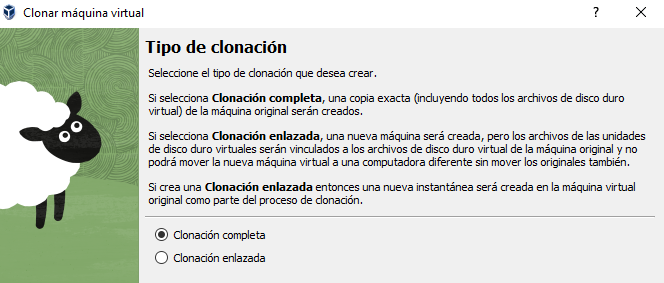 Clonar máquina virtual
Tipo de clonación
Seleccione el tipo de clonación que desea crear.
Si selecciona Clonación completa, una copia exacta (incluyendo todos los archivos de disco duro
virtual) de la máquina original serán creados.
Si selecciona Clonación enlazada, una nueva máquina será creada, pero los archivos de las unidades
de disco duro virtuales serán vinculados a los archivos de disco duro virtual de la máquina original y no
podrá mover la nueva máquina virtual a una computadora diferente sin mover los originales también.
Si crea una Clonación enlazada entonces una nueva instantánea será creada en la máquina virtual
original como parte del proceso de clonación.
Clonación completa
Clonación enlazada